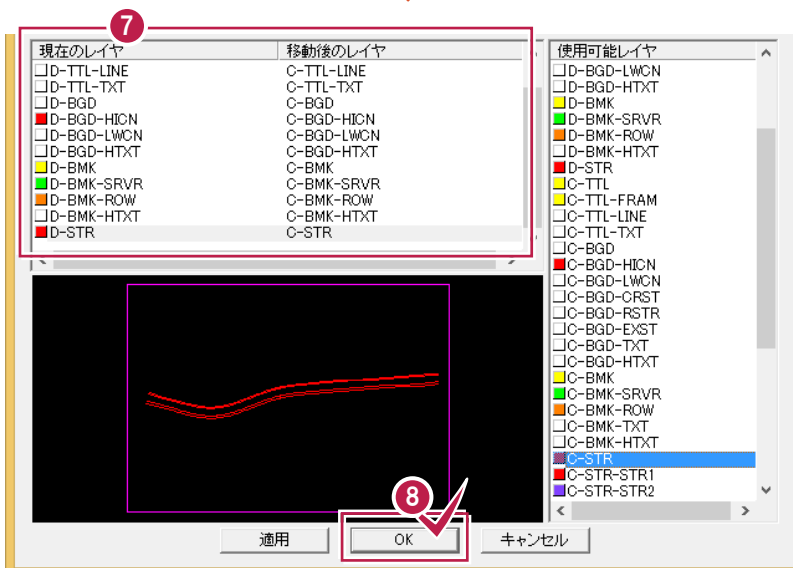 7
現在のレイヤ 移動後のレイヤ
D-TTL-LINE C-TTL-LINE
D-TTL-TXT C-TTL-TXT
D-BGD C-BGD
D-BGD-HICN C-BGD-HICN
D-BGD-LWCN C-BGD-LWCN
D-BGD-HTXT C-BGD-HTXT
D-BMK C-BMK
D-BMK-SRVR C-BMK-SRVR
D-BMK-ROW C-BMK-ROW
D-BMK-HTXT C-BMK-HTXT
D-STR C-STR
使用可能レイヤ
D-BGD-LWCN
D-BGD-HTXT
D-BMK
D-BMK-SRVR
D-BMK-ROW
D-BMK-HTXT
D-STR
C-TTL
C-TTL-FRAM
C-TTL-LINE
C-TTL-TXT
C-BGD
C-BGD-HICN
C-BGD-LWCN
C-BGD-CRST
C-BGD-RSTR
C-BGD-EXST
C-BGD-TXT
C-BGD-HTXT
C-BMK
C-BMK-SRVR
C-BMK-ROW
C-BMK-TXT
C-BMK-HTXT
C-STR
C-STR-STR1
C-STR-STR2
8
適用 OK キャンセル